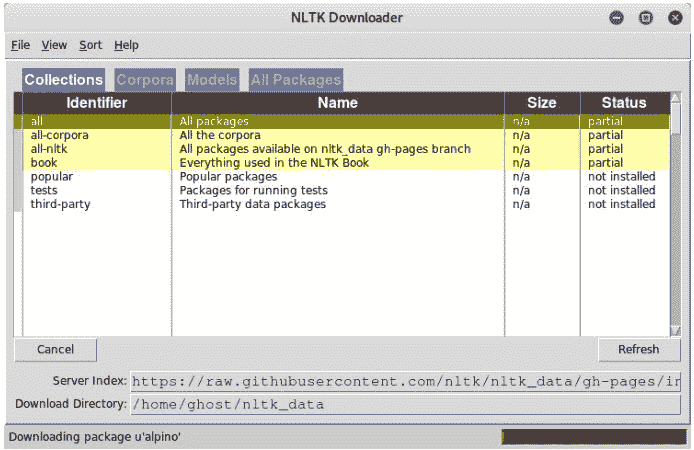 NLTK Downloader
File View Sort Help
Collections Corpora Models All Packages
Identifier Name Size Status
all All packages n/a partial
all-corpora All the corpora n/a partial
all-nltk All packages available on nltk_data gh-pages branch n/a partial
book Everything used in the NLTK Book n/a partial
popular Popular packages n/a not installed
tests Packages for running tests n/a not installed
third-party Third-party data packages n/a not installed
Cancel Refresh
Server Index: https://raw.githubusercontent.com/nltk/nltk_data/gh-pages/in
Download Directory: /home/ghost/nltk_data
Downloading package u'alpino'